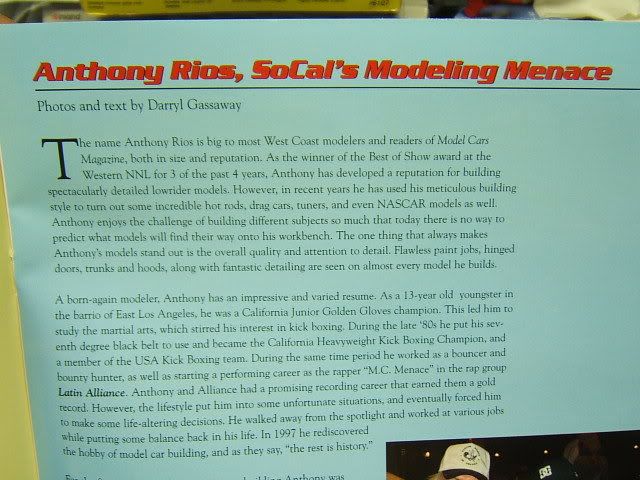 Anthony Rios, SoCal's Modeling Menace
Photos and text by Darryl Gassaway
The name Anthony Rios is big to most West Coast modelers and readers of Model Cars
Magazine, both in size and reputation. As the winner of the Best of Show award at the
Western NNL for 3 of the past 4 years, Anthony has developed a reputation for building
spectacularly detailed lowrider models. However, in recent years he has used his meticulous building
style to turn out some incredible hot rods, drag cars, tuners, and even NASCAR models as well.
Anthony enjoys the challenge of building different subjects so much that today there is no way to
predict what models will find their way onto his workbench. The one thing that always makes
Anthony's models stand out is the overall quality and attention to detail. Flawless paint jobs, hinged
doors, trunks and hoods, along with fantastic detailing are seen on almost every model he builds.
A born-again modeler, Anthony has an impressive and varied resume. As a 13-year old youngster in
the barrio of East Los Angeles, he was a California Junior Golden Gloves champion. This led him to
study the martial arts, which stirred his interest in kick boxing. During the late '80s he put his sev-
enth degree black belt to use and became the California Heavyweight Kick Boxing Champion, and
a member of the USA Kick Boxing team. During the same time period he worked as a bouncer and
bounty hunter, as well as starting a performing career as the rapper "M.C. Menace" in the rap group
Latin Alliance. Anthony and Alliance had a promising recording career that earned them a gold
record. However, the lifestyle put him into some unfortunate situations, and eventually forced him
to make some life-altering decisions. He walked away from the spotlight and worked at various jobs
while putting some balance back in his life. In 1997 he rediscovered
the hobby of model car building, and as they say, "the rest is history."
building Anthony was